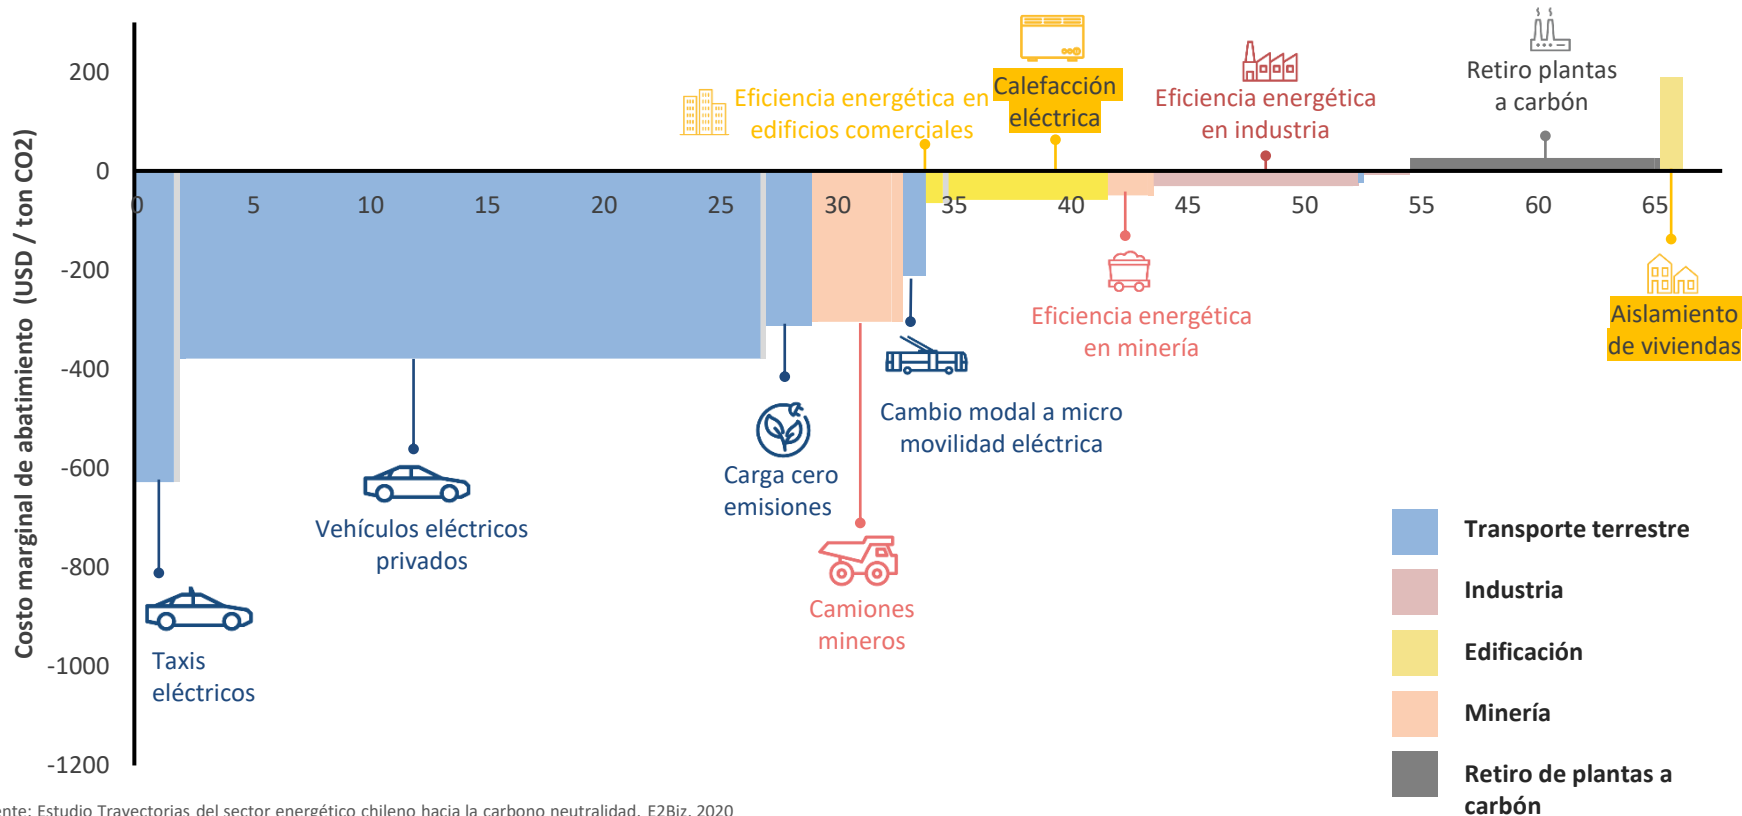 Costo marginal de abatimiento (USD / ton CO2)
200
0
-200
-400
-600
-800
-1000
-1200
0
5
10
15
20
25
30
35
40
45
50
55
60
65
Eficiencia energética en
edificios comerciales
Calefacción
eléctrica
Eficiencia energética
en industria
Retiro plantas
a carbón
Taxis
eléctricos
Vehículos eléctricos
privados
Carga cero
emisiones
Camiones
mineros
Cambio modal a micro
movilidad eléctrica
Eficiencia energética
en minería
Aislamiento
de viviendas
Transporte terrestre
Industria
Edificación
Minería
Retiro de plantas a
carbón
ente: Estudio Trayectorias del sector energético chileno hacia la carbono neutralidad. E2Biz, 2020